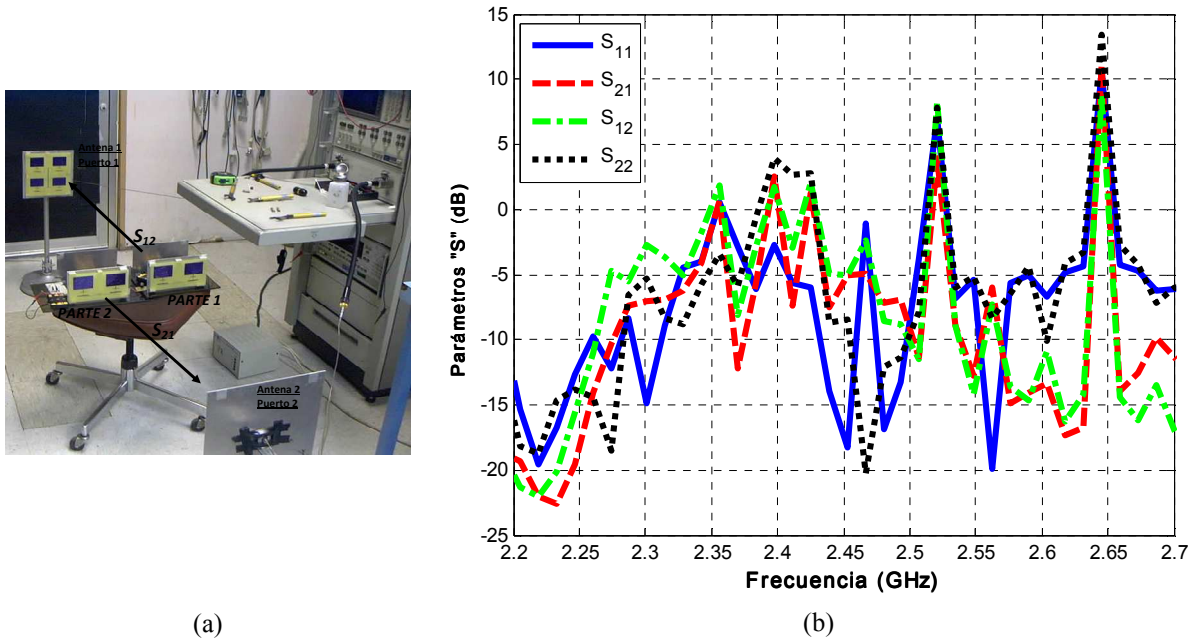 Antena 1
Puerto 1
S12
PARTE 1
PARTE 2
S21
Antena 2
Puerto 2
(a)
S11
S21
S12
S22
15
10
5
0
-5
-10
-15
-20
-25
Parámetros "S" (dB)
2.2 2.25 2.3 2.35 2.4 2.45 2.5 2.55 2.6 2.65 2.7
Frecuencia (GHz)
(b)